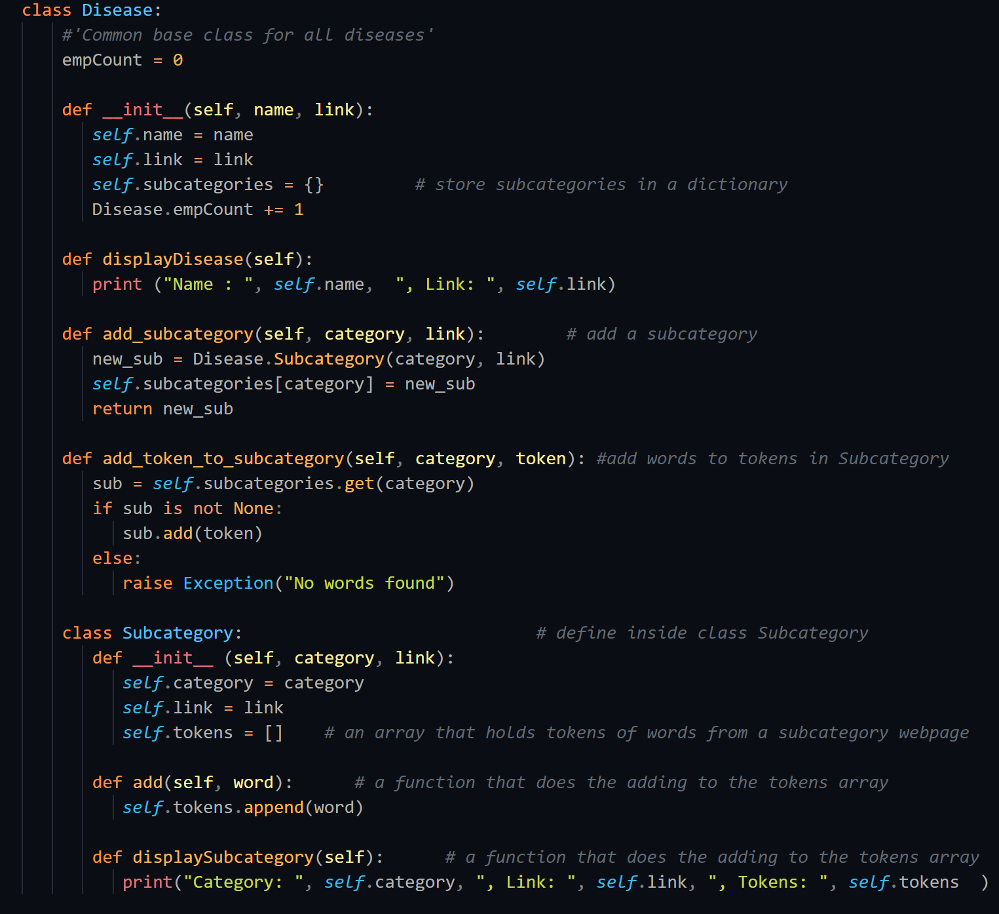 class Disease:
#'Common base class for all diseases'
empCount = 0
def __init__(self, name, link):
self.name = name
self.link = link
self.subcategories = {}         # store subcategories in a dictionary
Disease.empCount += 1
def displayDisease(self):
print ("Name : ", self.name,  ", Link: ", self.link)
def add_subcategory(self, category, link):        # add a subcategory
new_sub = Disease.Subcategory(category, link)
self.subcategories[category] = new_sub
return new_sub
def add_token_to_subcategory(self, category, token): #add words to tokens in Subcategory
sub = self.subcategories.get(category)
if sub is not None:
sub.add(token)
else:
raise Exception("No words found")
class Subcategory:                             # define inside class Subcategory
def __init__ (self, category, link):
self.category = category
self.link = link
self.tokens = []    # an array that holds tokens of words from a subcategory webpage
def add(self, word):      # a function that does the adding to the tokens array
self.tokens.append(word)
def displaySubcategory(self):      # a function that does the adding to the tokens array
print("Category: ", self.category, ", Link: ", self.link, ", Tokens: ", self.tokens  )